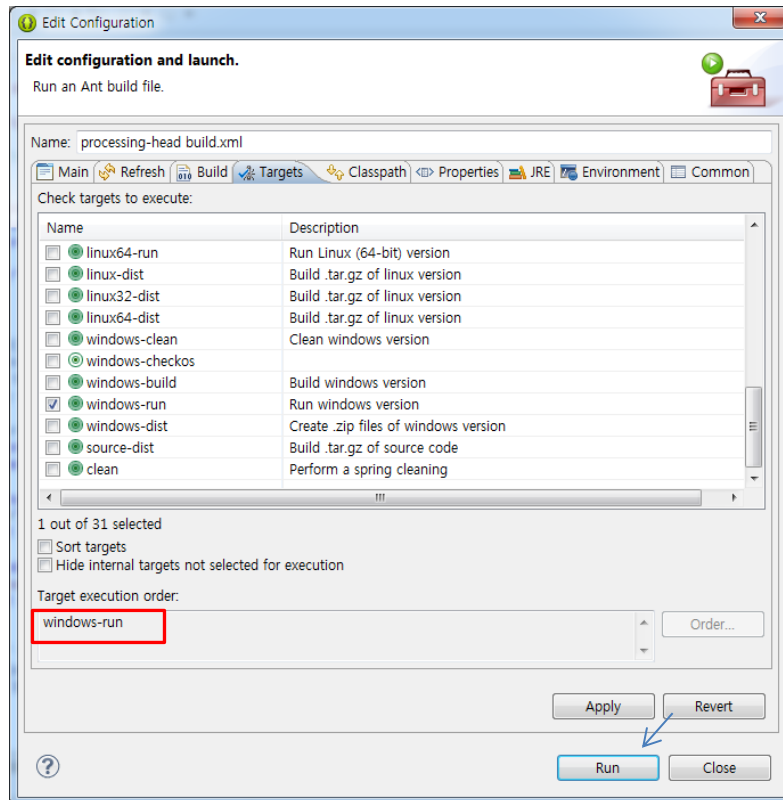 Edit Configuration
x
Edit configuration and launch.
Run an Ant build file.
Name: processing-head build.xml
Main Refresh 010 Build Targets Classpath Properties JRE Environment Common
Check targets to execute:
Name Description
linux64-run Run Linux (64-bit) version
linux-dist Build .tar.gz of linux version
linux32-dist Build .tar.gz of linux version
linux64-dist Build .tar.gz of linux version
windows-clean Clean windows version
windows-checkos
windows-build Build windows version
windows-run Run windows version
windows-dist Create .zip files of windows version
source-dist Build .tar.gz of source code
clean Perform a spring cleaning
1 out of 31 selected
Sort targets
Hide internal targets not selected for execution
Target execution order:
windows-run Order...
Apply Revert
? Run Close